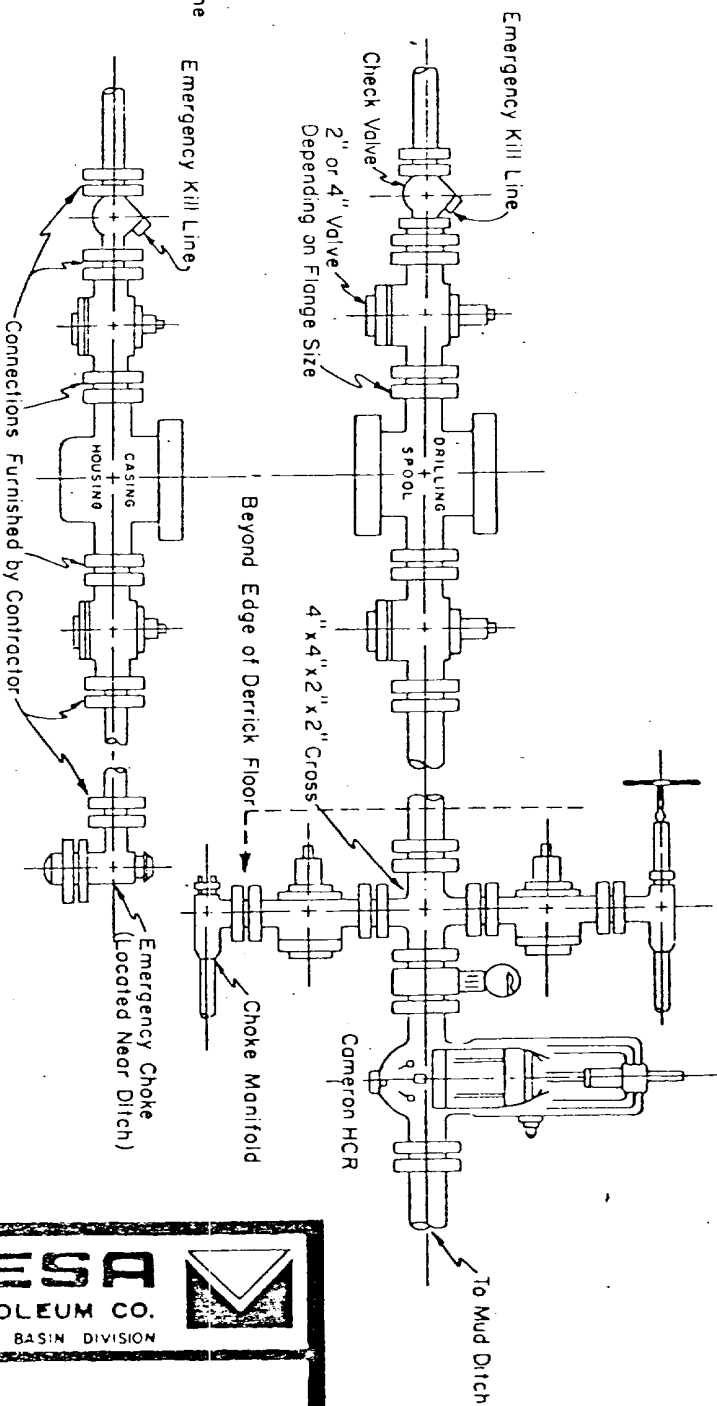 Emergency Kill Line
Check Valve
2" or 4" Valve
Depending on Flange Size
DRILLING
SPOOL
4"x4"x2"x2" Cross
Beyond Edge of Derrick Floor
Choke Manifold
Cameron HCR
To Mud Ditch
ne
Emergency Kill Line
CASING
HOUSING
Connections Furnished by Contractor
Emergency Choke
(Located Near Ditch)
ESA
OLEUM CO.
BASIN DIVISION